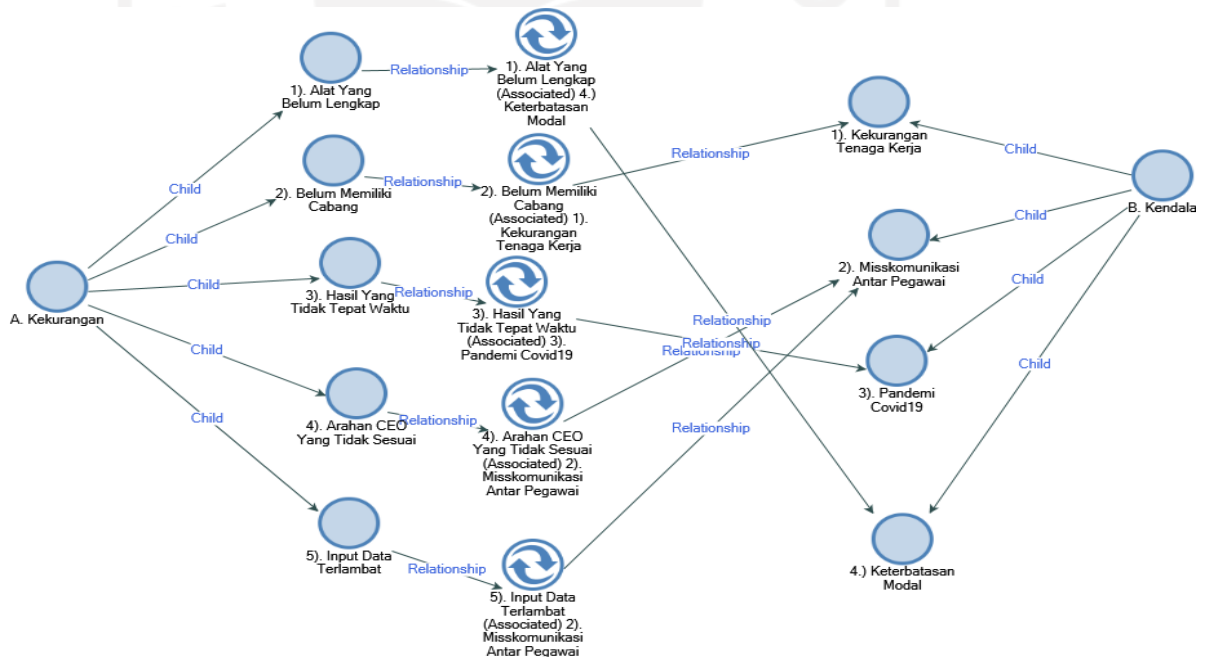 1). Alat Yang
Belum Lengkap
Relationship
1). Alat Yang
Belum Lengkap
(Associated) 4.)
Keterbatasan
Modal
1). Kekurangan
Tenaga Kerja
Child
2). Belum Memiliki
Cabang
Relationship
2). Belum Memiliki
Cabang
(Associated) 1).
Kekurangan
Tenaga Kerja
Relationship
Child
B. Kendala
Child
Child
A. Kekurangan
Child
3). Hasil Yang
Tidak Tepat Waktu
Relationship
3). Hasil Yang
Tidak Tepat Waktu
(Associated) 3).
Pandemi Covid19
Relationship
Relationship
Relationship
2). Misskomunikasi
Antar Pegawai
Child
3). Pandemi
Covid19
Child
Child
4). Arahan CEO
Yang Tidak Sesuai
Relationship
4). Arahan CEO
Yang Tidak Sesuai
(Associated) 2).
Misskomunikasi
Antar Pegawai
Relationship
Child
5). Input Data
Terlambat
Relationship
5). Input Data
Terlambat
(Associated) 2).
Misskomunikasi
Antar Pegawai
4.) Keterbatasan
Modal